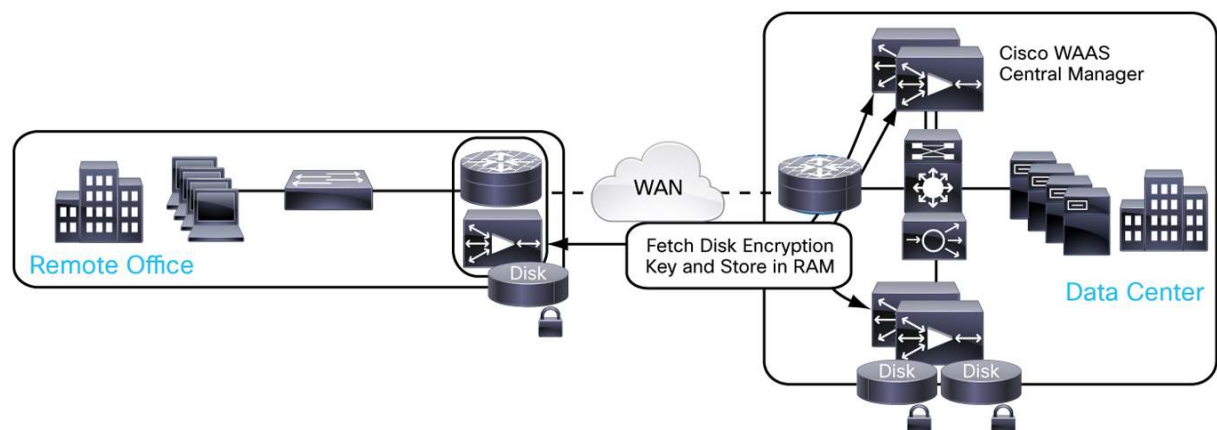 Cisco WAAS
Central Manager
WAN
Fetch Disk Encryption
Key and Store in RAM
Remote Office
Disk
Data Center
Disk
Disk